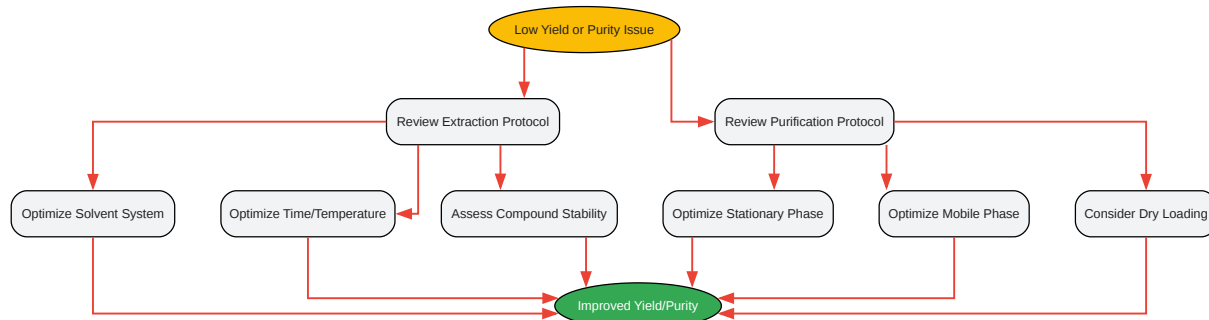 Low Yield or Purity Issue
Review Extraction Protocol
Review Purification Protocol
Optimize Solvent System
Optimize Time/Temperature
Assess Compound Stability
Optimize Stationary Phase
Optimize Mobile Phase
Consider Dry Loading
Improved Yield/Purity